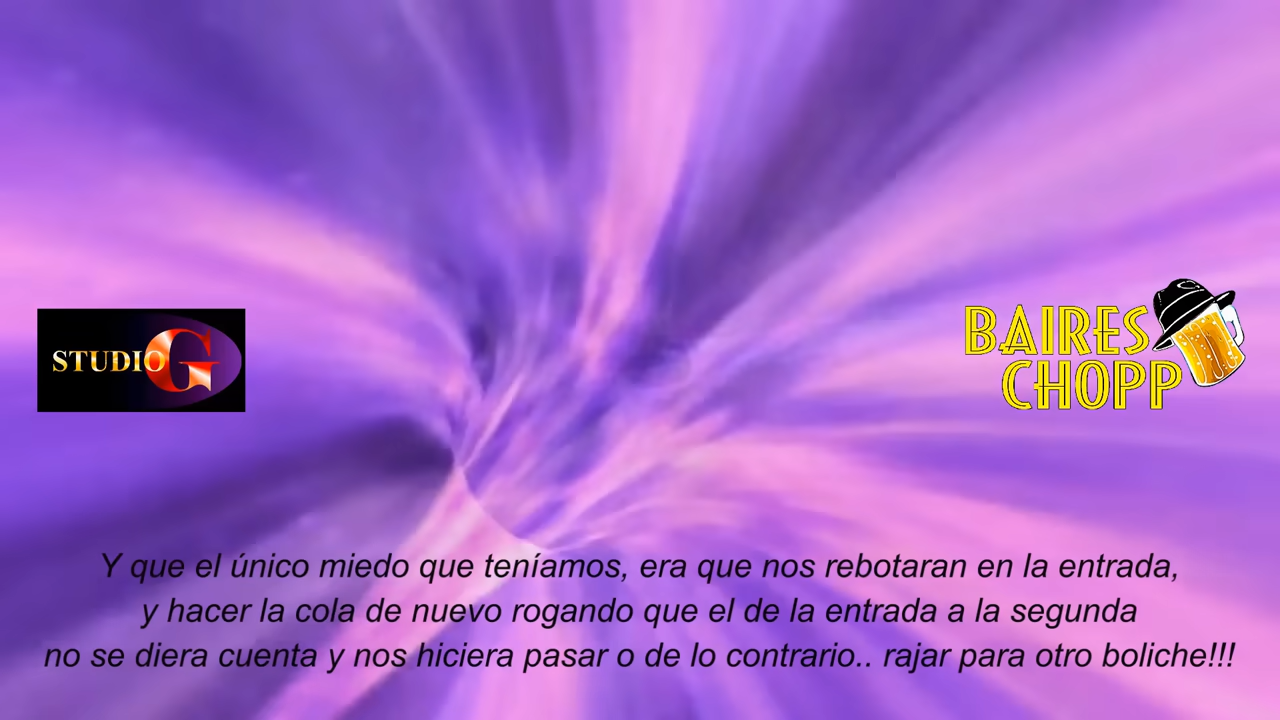 STUDIO G
BAIRES
CHOPP
Y que el único miedo que teníamos, era que nos rebotaran en la entrada,
y hacer la cola de nuevo rogando que el de la entrada a la segunda
no se diera cuenta y nos hiciera pasar o de lo contrario.. rajar para otro boliche!!!